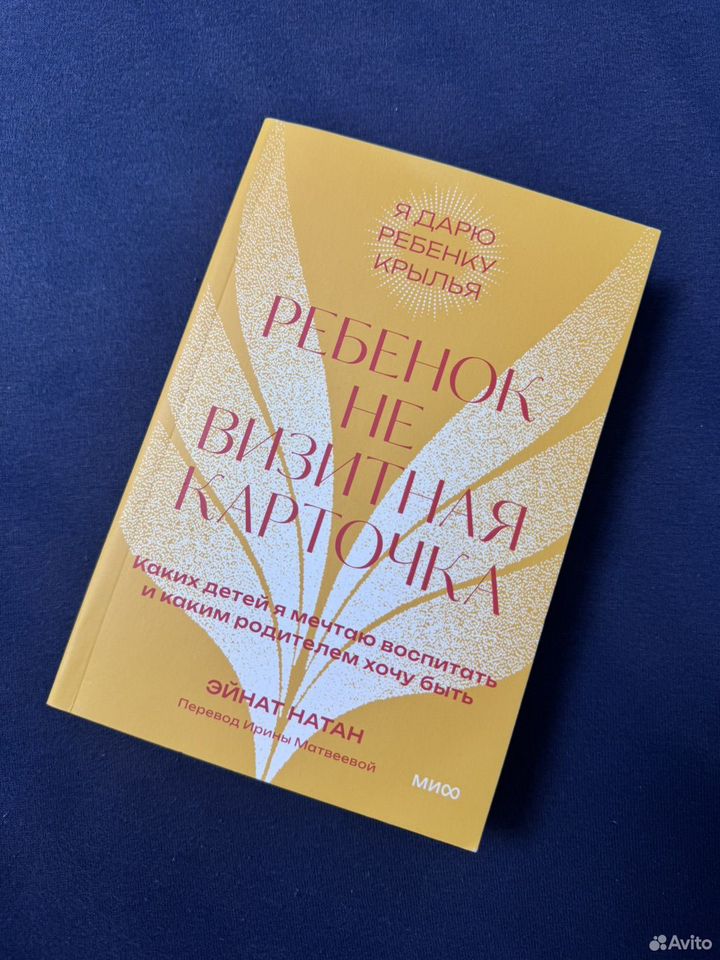 Я ДАРЮ
РЕБЕНКУ
КРЫЛЬЯ
РЕБЕНОК
НЕ
ВИЗИТНАЯ
КАРТОЧКА
Каких детей я мечтаю воспитать
и каким родителем хочу быть
ЭЙНАТ НАТАН
Перевод Ирины Матвеевой
МИФ
Avito